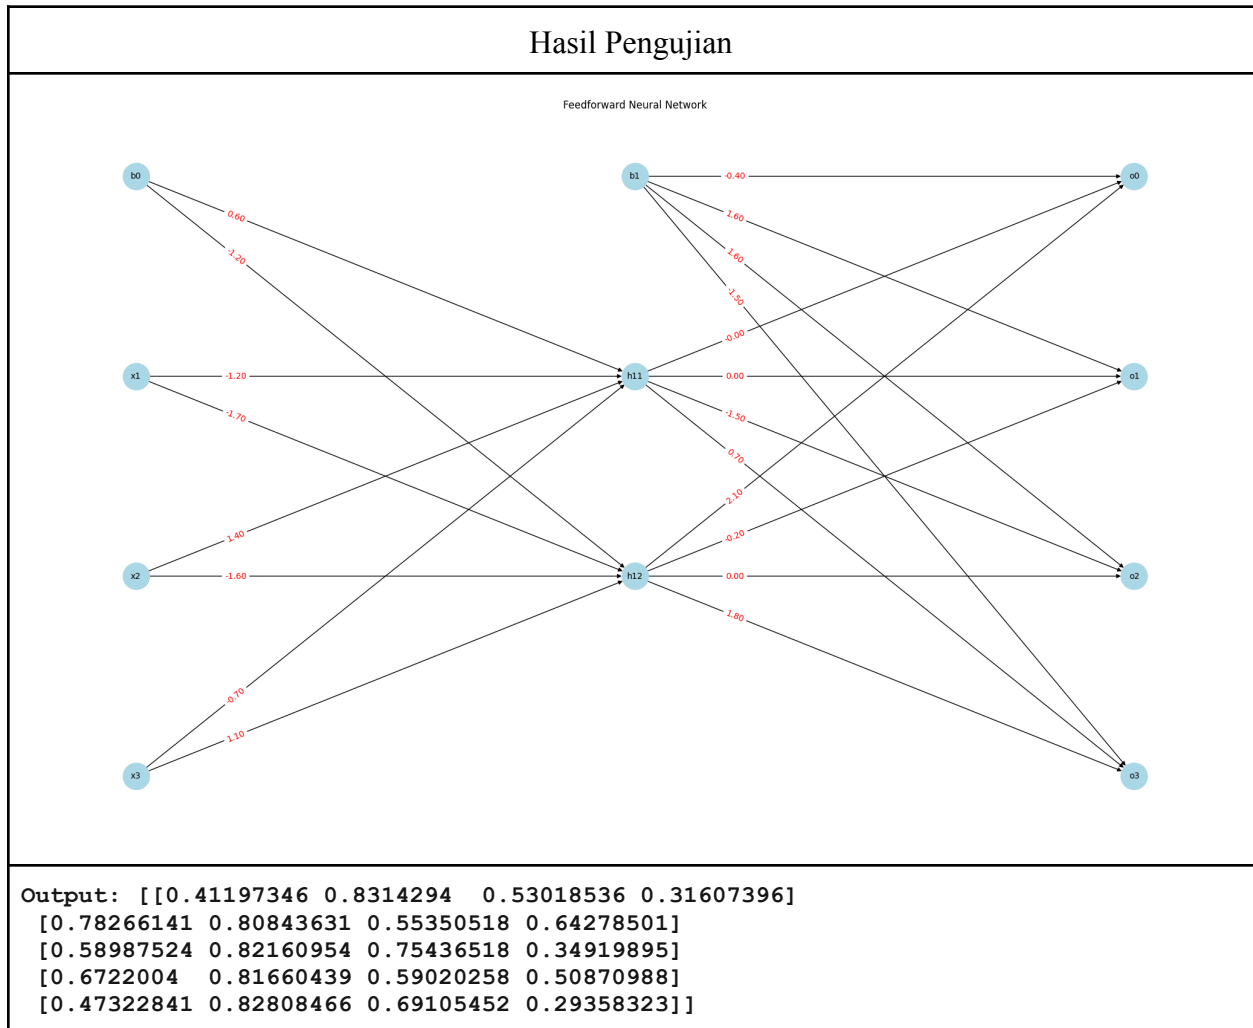 Hasil Pengujian
Feedforward Neural Network
b0
b1
-0.40
o0
0.60
1.60
-1.20
1.60
-1.50
-0.00
x1
-1.20
h11
0.00
o1
-1.70
-1.50
0.70
2.10
1.40
-0.20
x2
-1.60
h12
0.00
o2
1.80
-0.70
1.10
x3
o3
Output: [[0.41197346 0.8314294  0.53018536 0.31607396]
[0.78266141 0.80843631 0.55350518 0.64278501]
[0.58987524 0.82160954 0.75436518 0.34919895]
[0.6722004  0.81660439 0.59020258 0.50870988]
[0.47322841 0.82808466 0.69105452 0.29358323]]